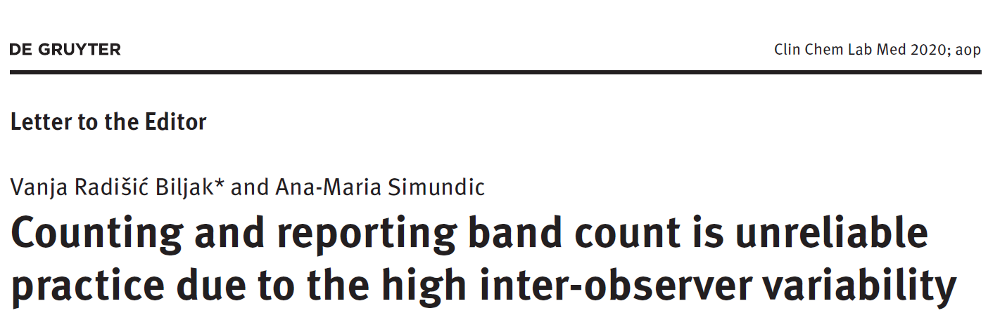 DE GRUYTER
Clin Chem Lab Med 2020; aop
Letter to the Editor
Vanja Radišić Biljak* and Ana-Maria Simundic
Counting and reporting band count is unreliable
practice due to the high inter-observer variability